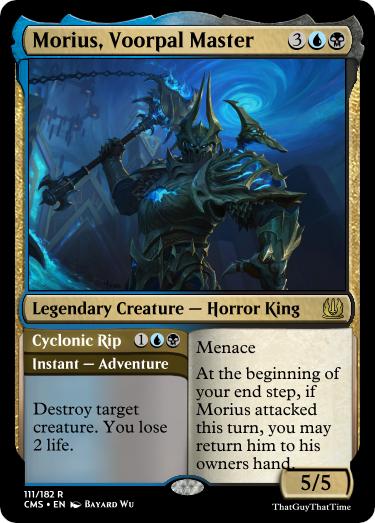 Morius, Voorpal Master 3
Legendary Creature — Horror King
Cyclonic Rip 1
Instant — Adventure
Destroy target
creature. You lose
2 life.
Menace
At the beginning of
your end step, if
Morius attacked
this turn, you may
return him to his
owners hand.
5/5
111/182 R
CMS • EN Bayard Wu
ThatGuyThatTime